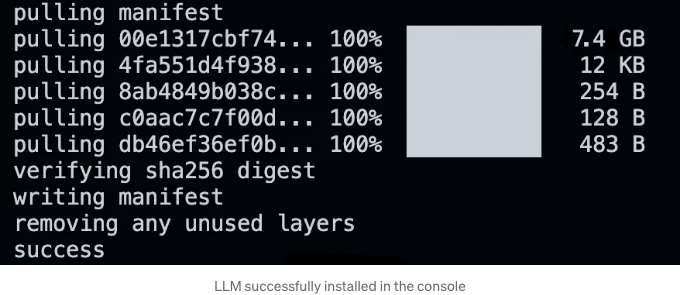 pulling manifest
pulling 00e1317cbf74... 100% 7.4 GB
pulling 4fa551d4f938... 100% 12 KB
pulling 8ab4849b038c... 100% 254 B
pulling c0aac7c7f00d... 100% 128 B
pulling db46ef36ef0b... 100% 483 B
verifying sha256 digest
writing manifest
removing any unused layers
success
LLM successfully installed in the console